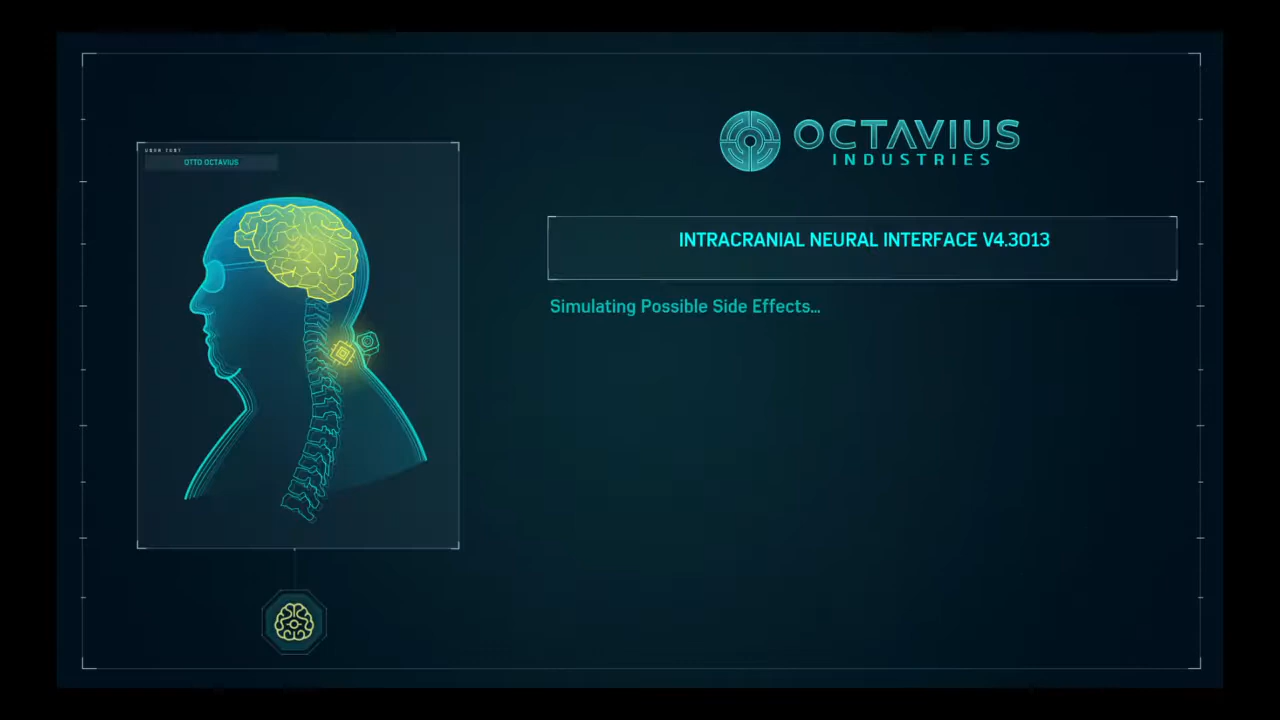 OTTO OCTAVIUS
OCTAVIUS
INDUSTRIES
INTRACRANIAL NEURAL INTERFACE V4.3013
Simulating Possible Side Effects...